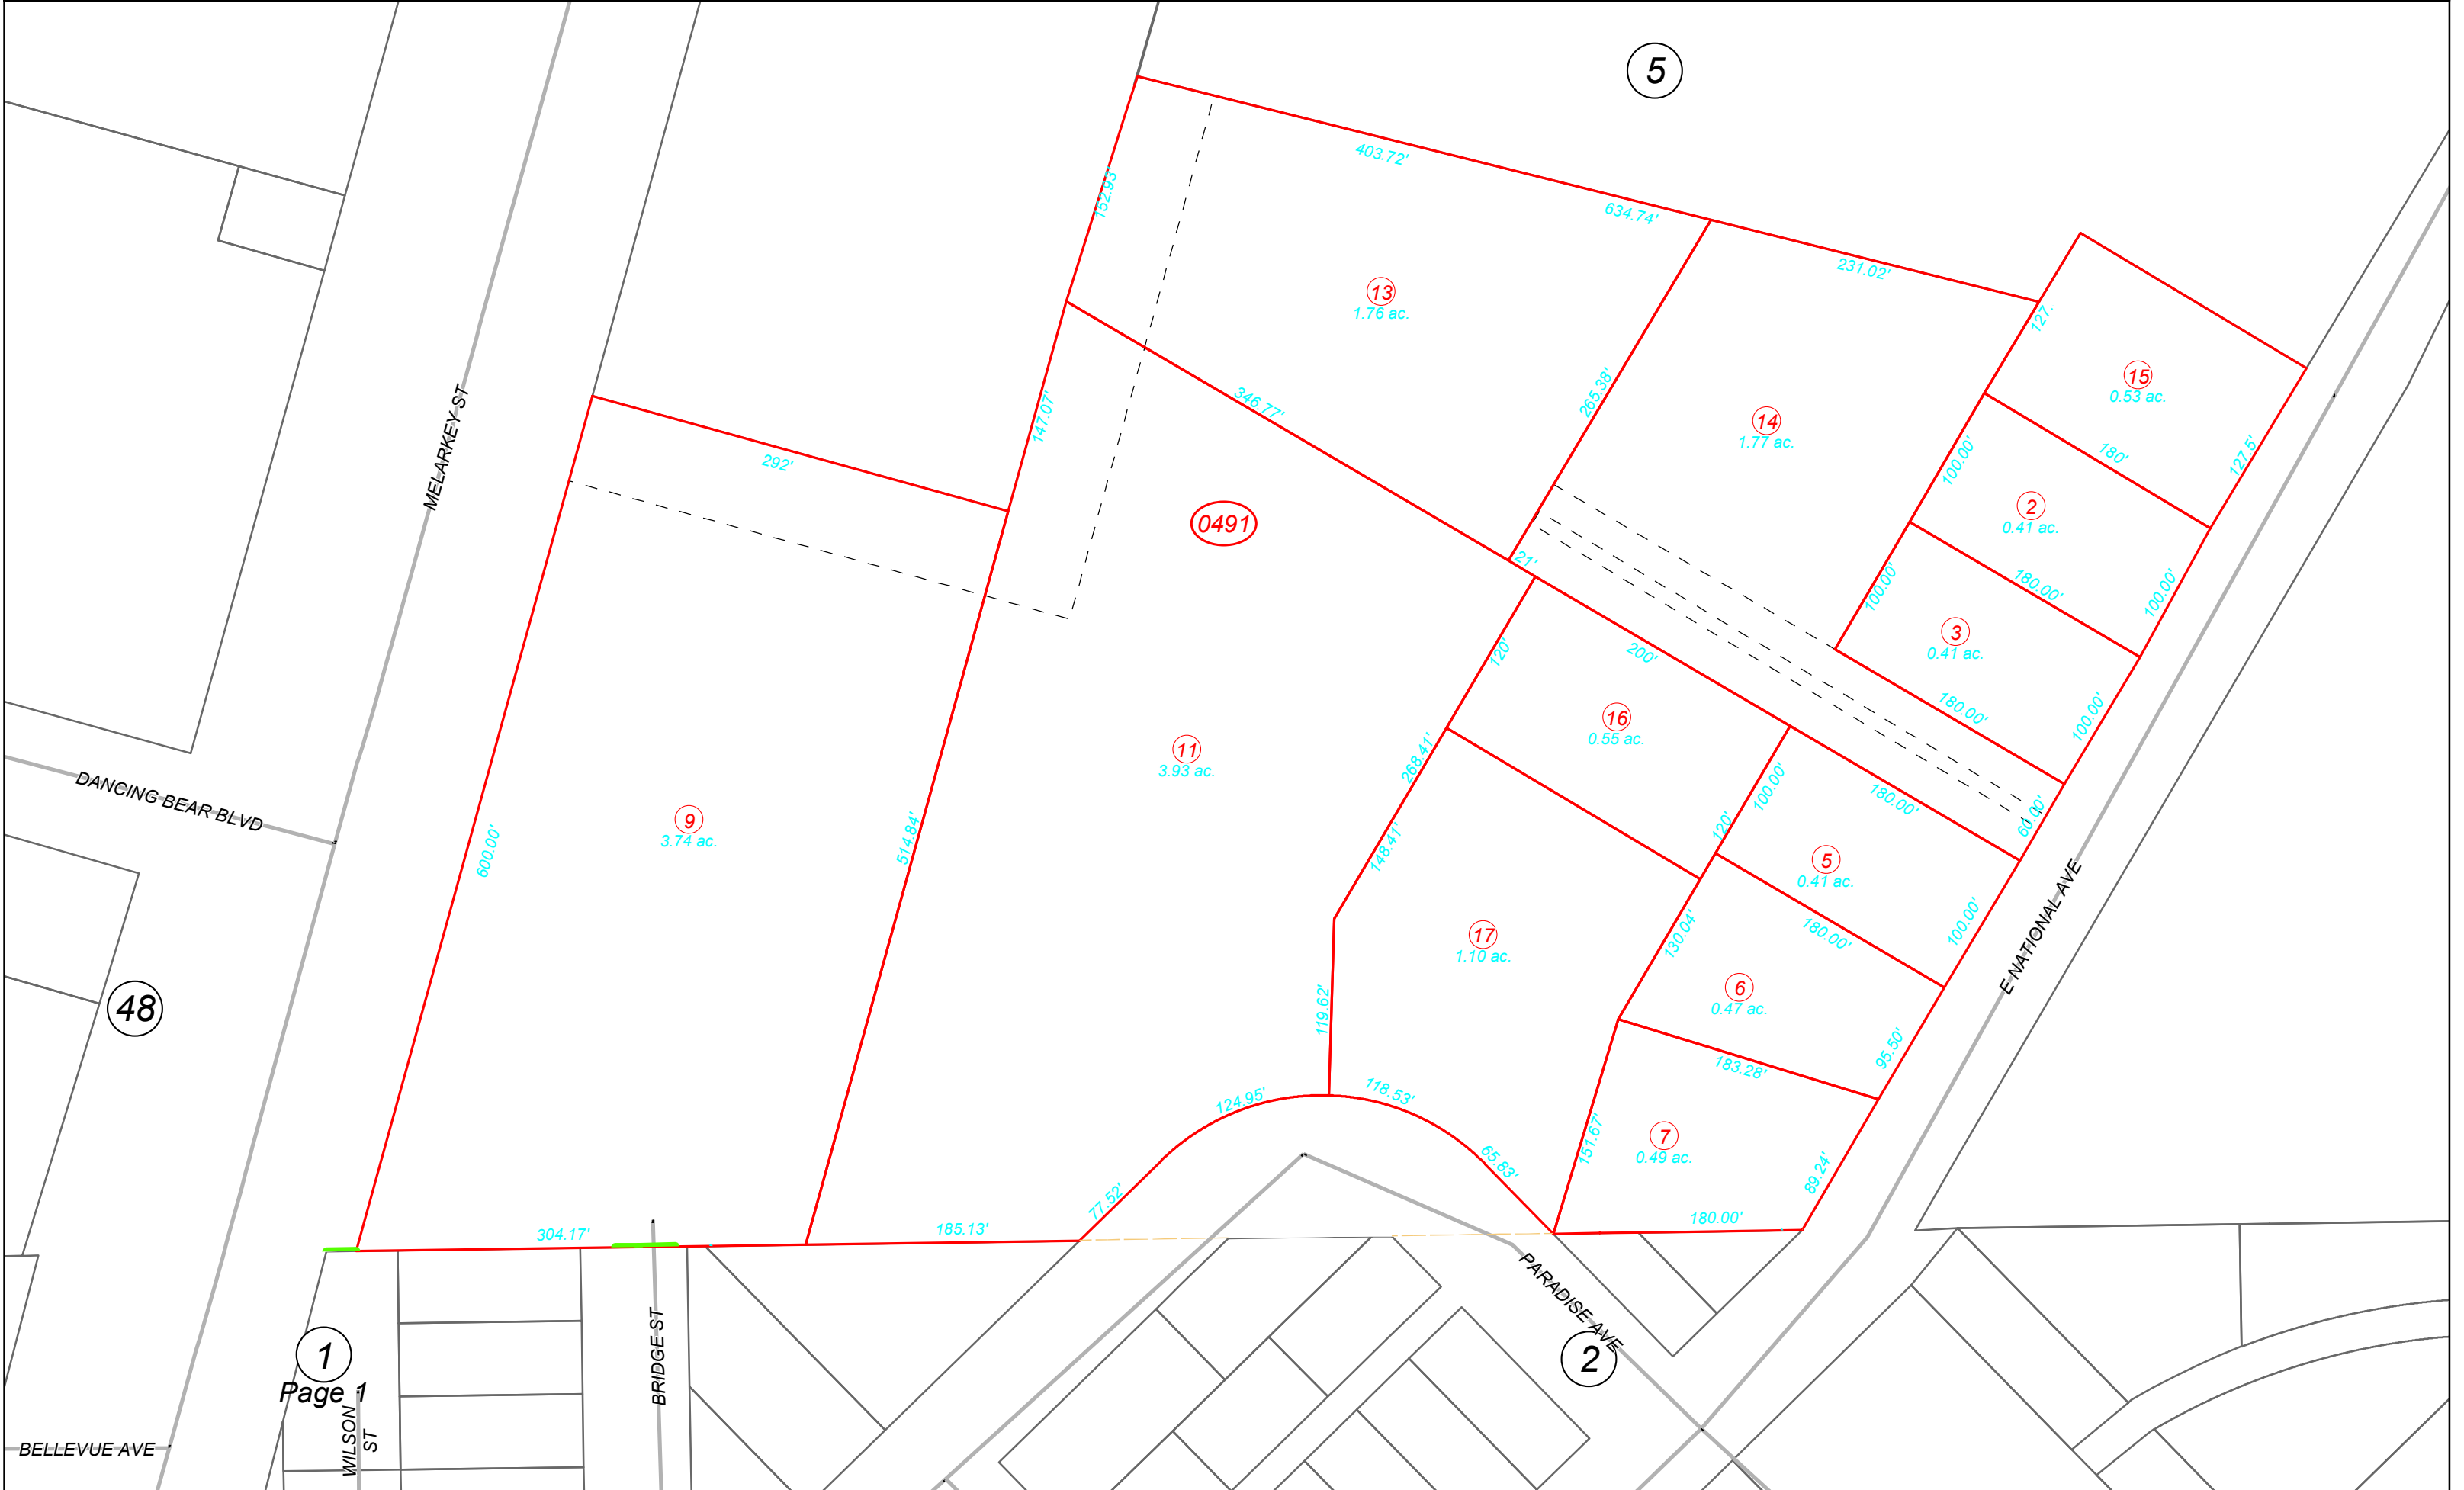 5
403.72'
152.93'
634.74'
231.02'
13
1.76 ac.
127.
15
0.53 ac.
265.38'
346.77'
147.07'
14
1.77 ac.
MELARKEY ST
292'
180'
127.5'
100.00'
2
0.41 ac.
0491
21'
180.00'
100.00'
100.00'
3
0.41 ac.
120'
200'
180.00'
100.00'
16
0.55 ac.
11
3.93 ac.
268.41'
100.00'
180.00'
60.00'
DANCING BEAR BLVD
9
3.74 ac.
600.00'
514.84'
148.41'
120'
5
0.41 ac.
E NATIONAL AVE
17
1.10 ac.
130.04'
180.00'
100.00'
48
119.62'
6
0.47 ac.
95.50'
183.28'
124.95'
118.53'
151.67'
7
0.49 ac.
65.83'
89.24'
77.52'
304.17'
185.13'
180.00'
PARADISE AVE
1
Page 1
BRIDGE ST
2
WILSON
ST
BELLEVUE AVE